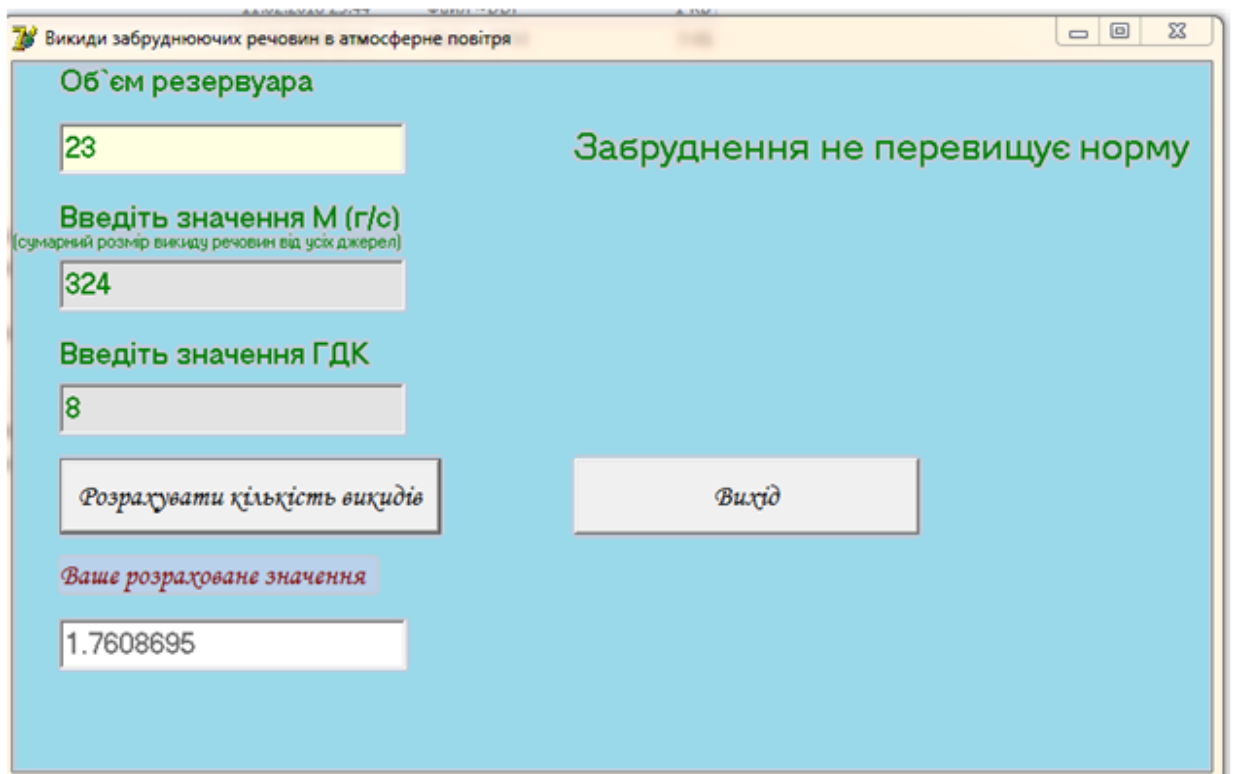 Викиди забруднюючих речовин в атмосферне повітря
Об`єм резервуара
23
Забруднення не перевищує норму
Введіть значення М (г/с)
(сумарний розмір викиду речовин від усіх джерел)
324
Введіть значення ГДК
8
Розрахувати кількість викидів
Вихід
Ваше розраховане значення
1.7608695